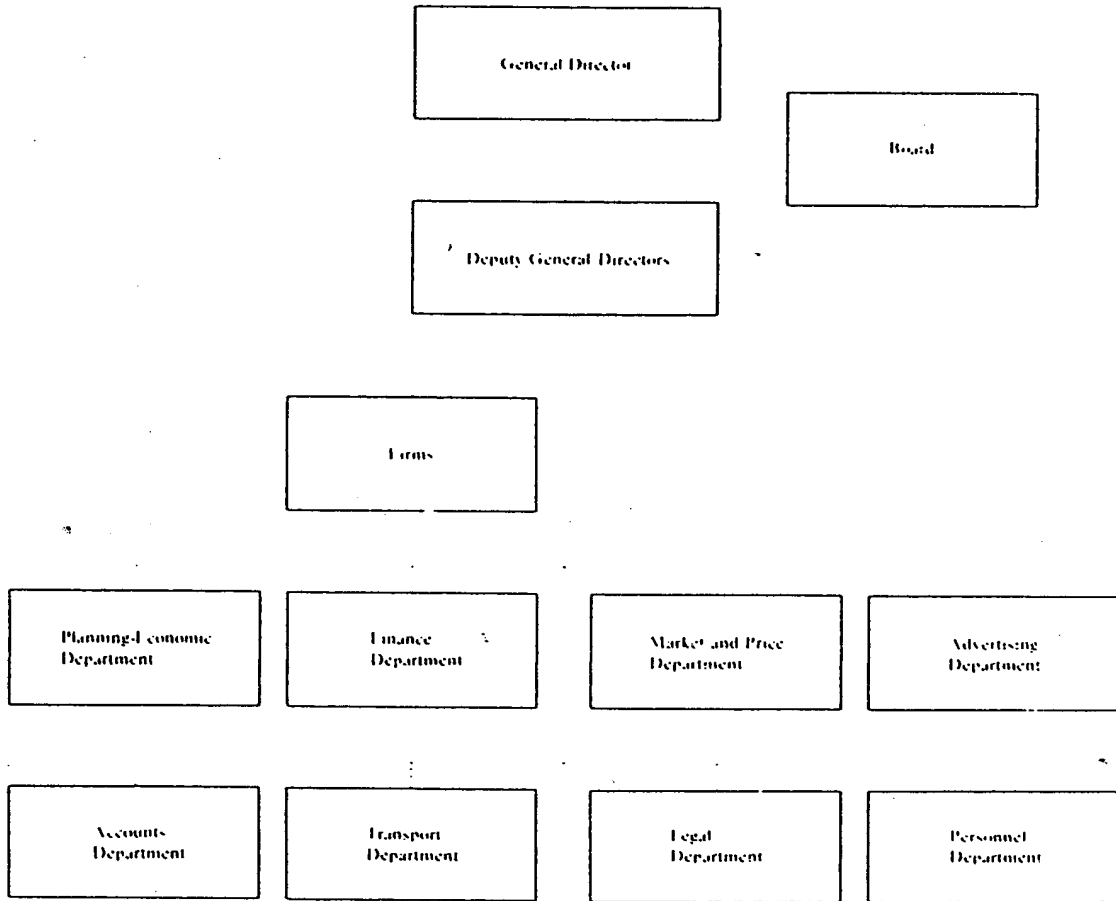 General Director
Board
Deputy General Directors
Firms
Planning-Economic
Department
Finance
Department
Market and Price
Department
Advertising
Department
Accounts
Department
Transport
Department
Legal
Department
Personnel
Department